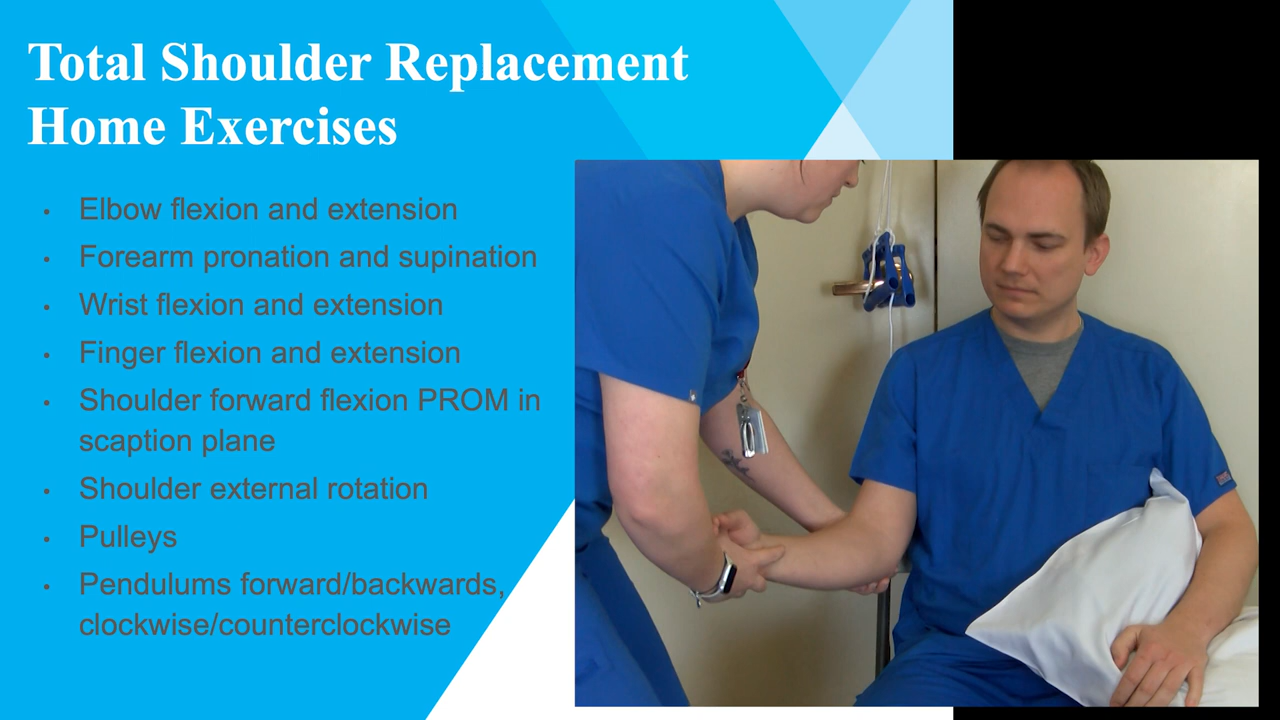 Total Shoulder Replacement
Home Exercises
• Elbow flexion and extension
• Forearm pronation and supination
• Wrist flexion and extension
• Finger flexion and extension
• Shoulder forward flexion PROM in
scaption plane
• Shoulder external rotation
• Pulleys
• Pendulums forward/backwards,
clockwise/counterclockwise